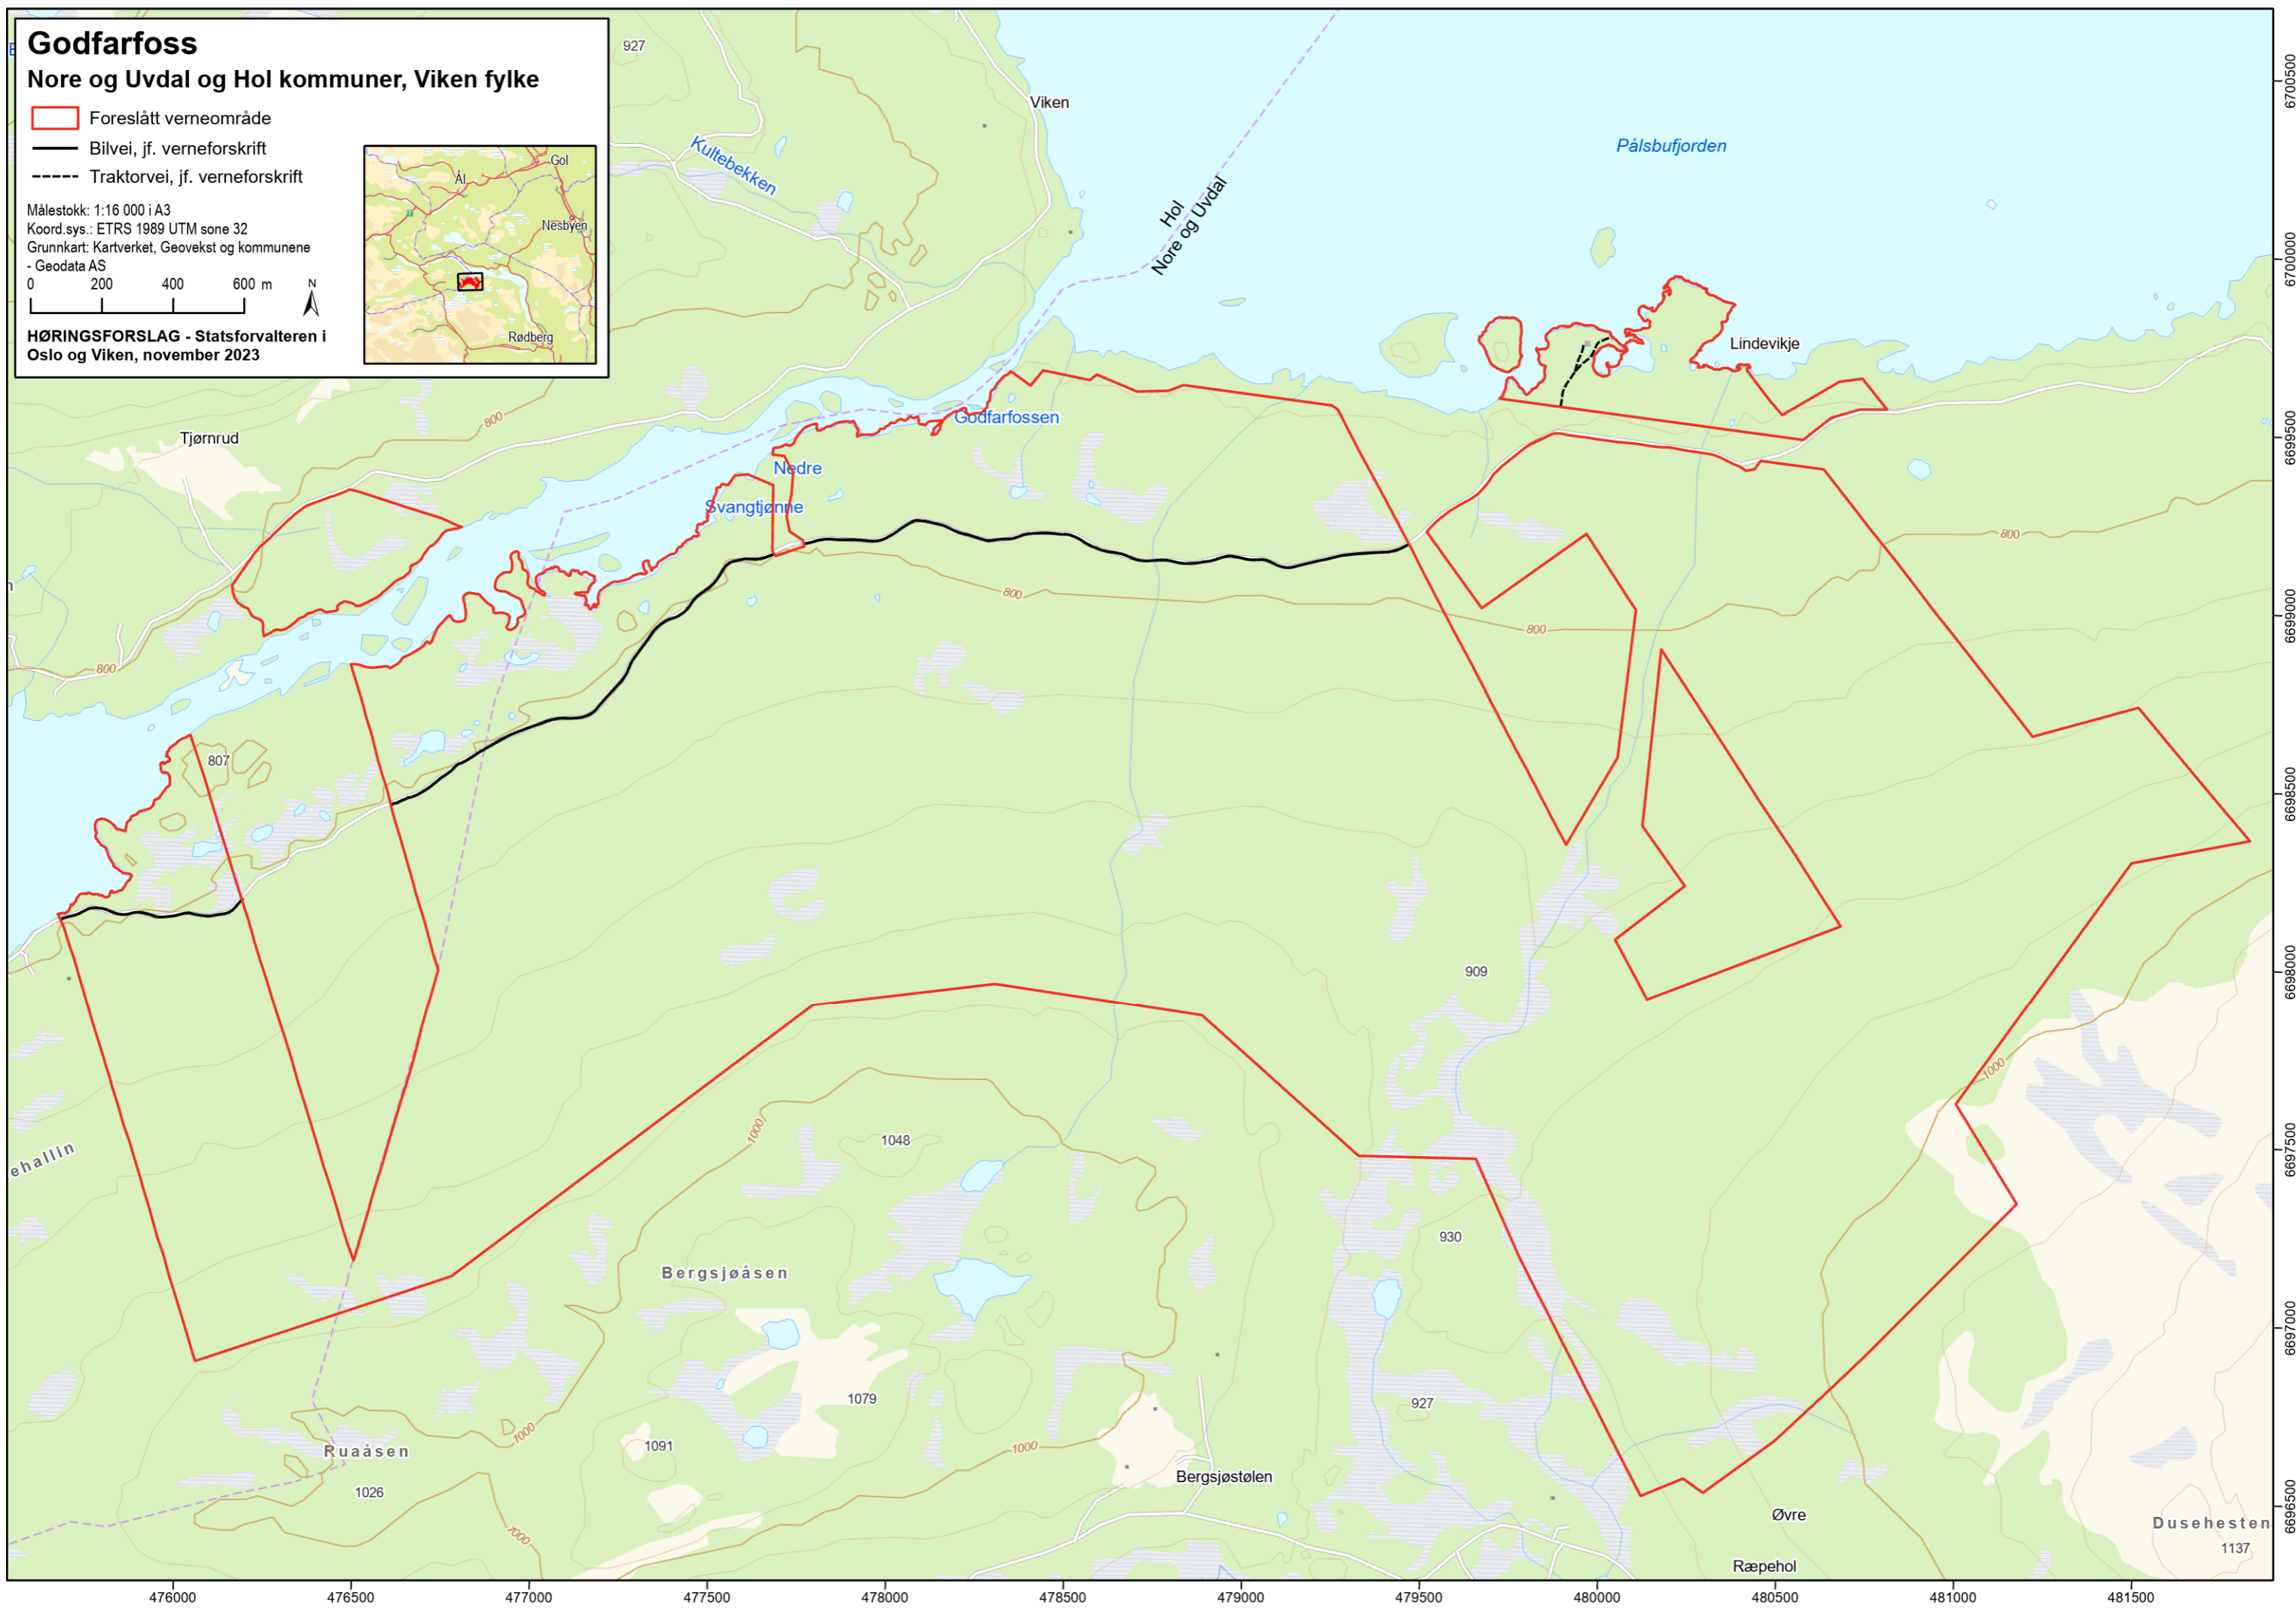 Godfarfoss
Nore og Uvdal og Hol kommuner, Viken fylke
Foreslått verneområde
Bilvei, jf. verneforskrift
Traktorvei, jf. verneforskrift
Målestokk: 1:16 000 i A3
Koord.sys.: ETRS 1989 UTM sone 32
Grunnkart: Kartverket, Geovekst og kommunene
- Geodata AS
0 200 400 600 m
N
HØRINGSFORSLAG - Statsforvalteren i
Oslo og Viken, november 2023
Gol
Ål
Nesbyen
Rødberg
927
Viken
Kultebekken
Pålsbufjorden
Hol
Nore og Uvdal
Lindevikje
800
Tjørnrud
Godfarfossen
Nedre
Svangtjønne
800
800
800
800
807
909
ehallin
1000
1000
1048
930
Bergsjøåsen
1079
927
1000
1000
1091
Ruaåsen
1026
1000
Bergsjøstølen
Øvre
Ræpehol
Dusehesten
1137
476000 476500 477000 477500 478000 478500 479000 479500 480000 480500 481000 481500
6700500
6700000
6699500
6699000
6698500
6698000
6697500
6697000
6696500